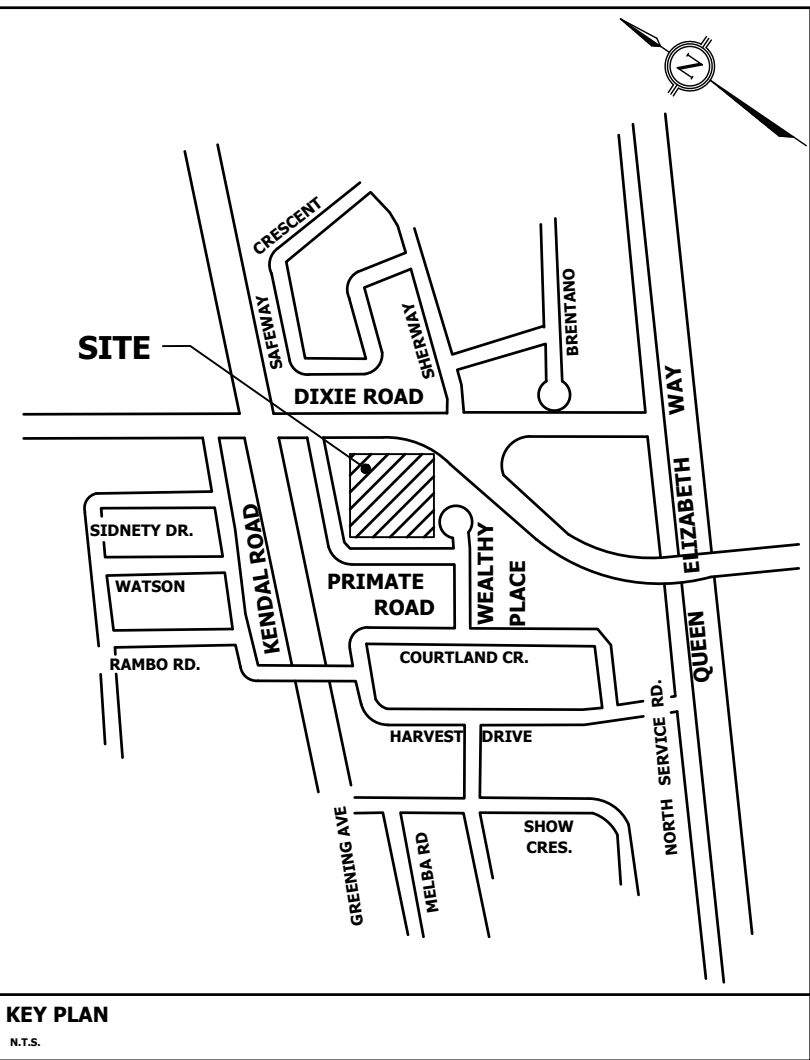 N
CRESCENT
SAFEWAY
SHERWAY
BRENTANO
SITE
DIXIE ROAD
WAY
ELIZABETH
QUEEN
SIDNETY DR.
KENDAL ROAD
WATSON
PRIMATE
ROAD
WEALTHY
PLACE
RAMBO RD.
COURTLAND CR.
HARVEST DRIVE
NORTH SERVICE RD.
GREENING AVE
MELBA RD
SHOW
CRES.
KEY PLAN
N.T.S.